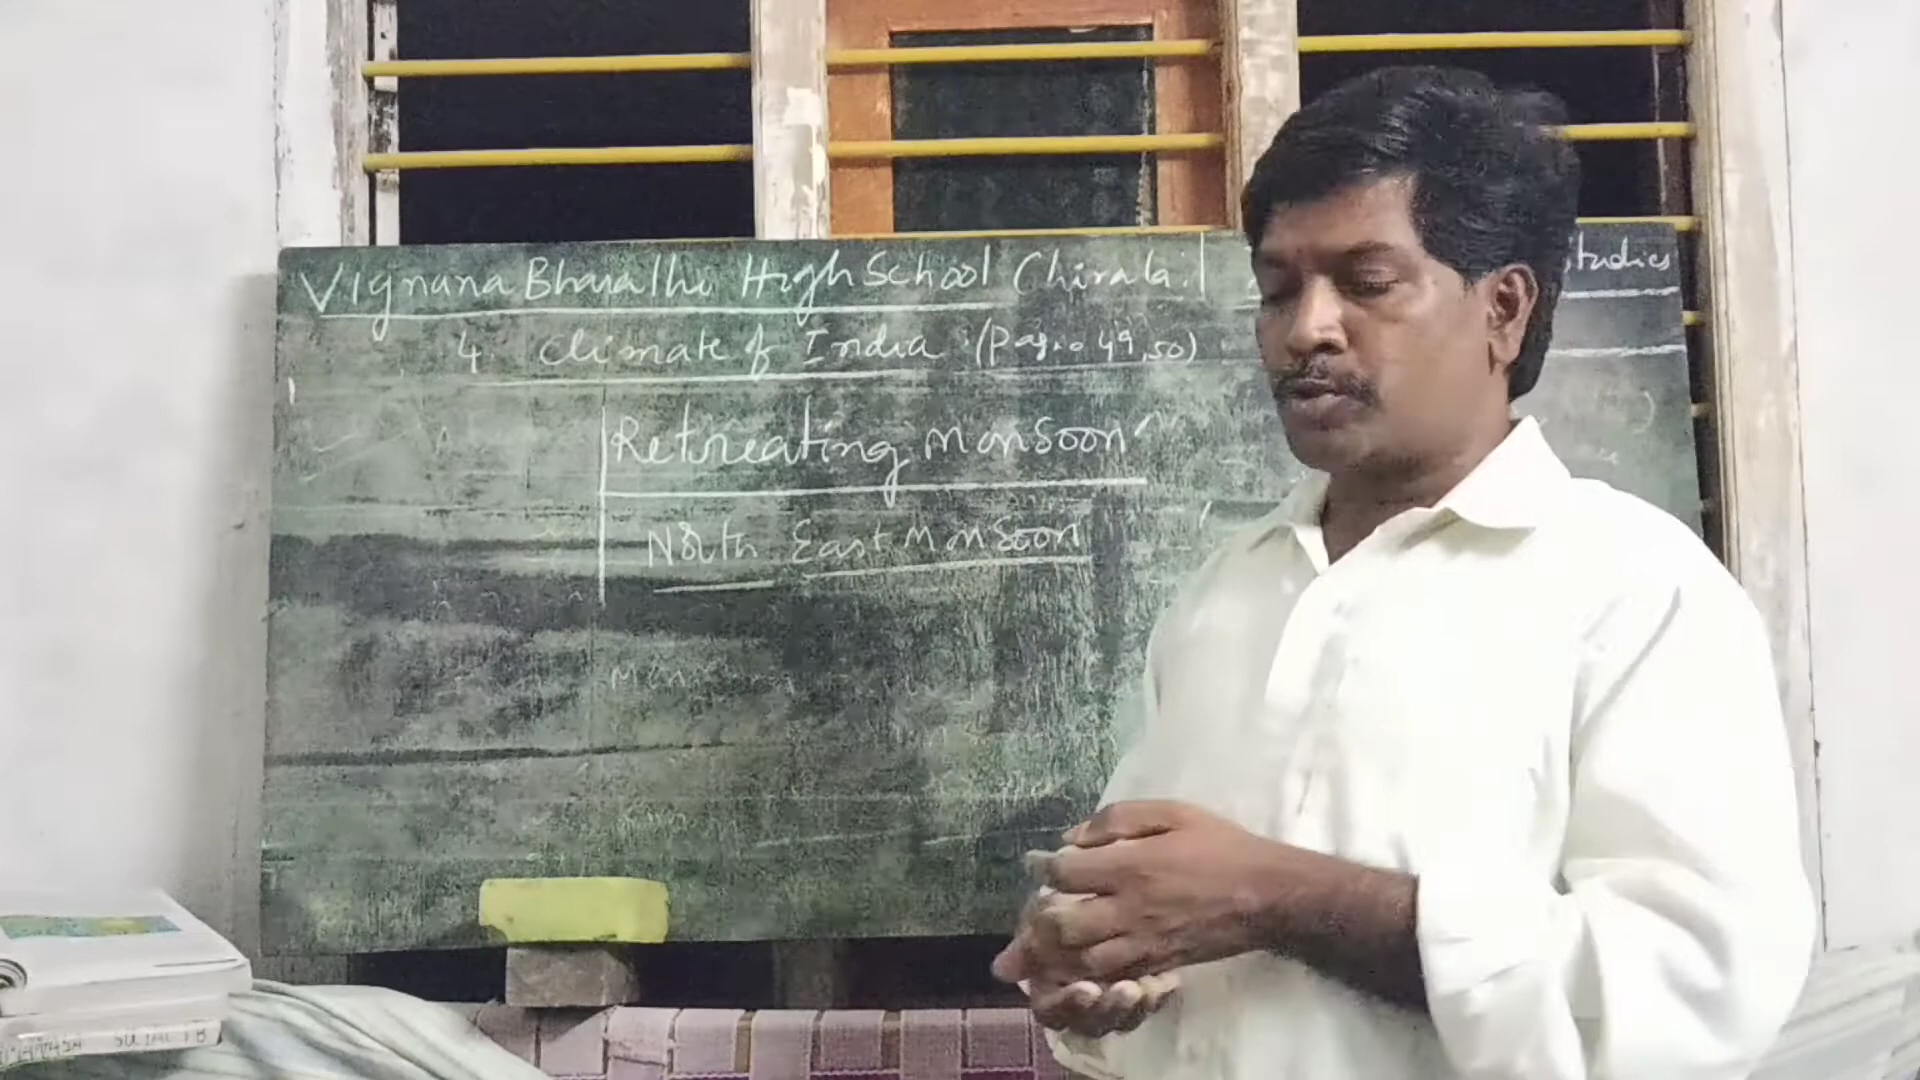 Vignana Bharathi High School Chirala
4. Climate of India (Page 49,50)
Retreating Monsoon
North East Monsoon